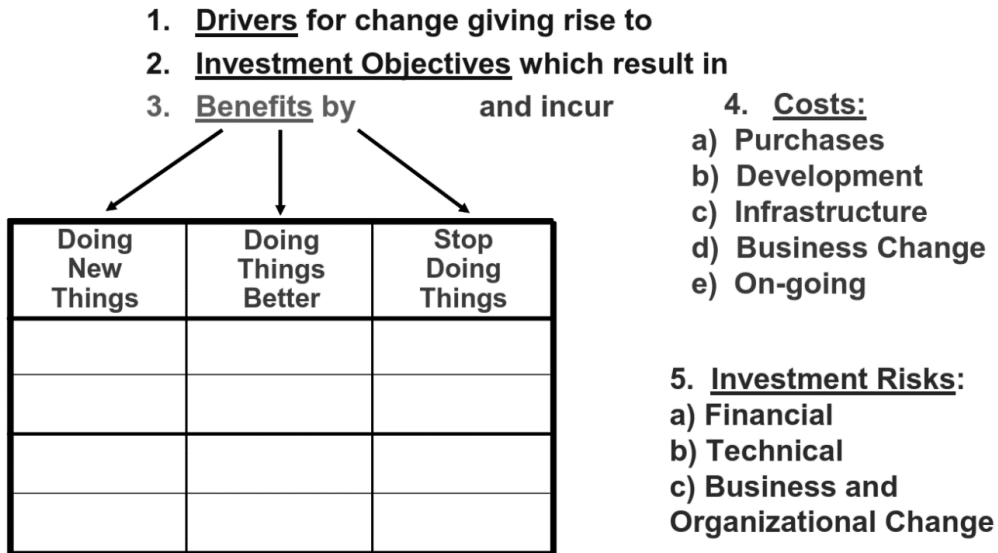 1. Drivers for change giving rise to
2. Investment Objectives which result in
3. Benefits by and incur
4. Costs:
a) Purchases
b) Development
c) Infrastructure
d) Business Change
e) On-going
Doing
New
Things
Doing
Things
Better
Stop
Doing
Things
5. Investment Risks:
a) Financial
b) Technical
c) Business and
Organizational Change